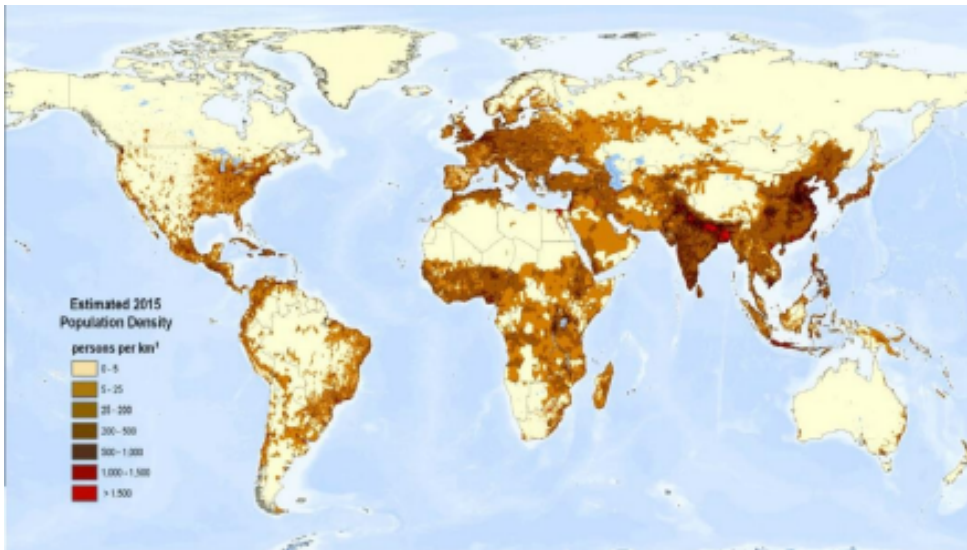 Estimated 2015
Population Density
persons per km²
0 - 5
5 - 25
25 - 200
200 - 500
500 - 1,000
1,000 - 1,500
> 1.500